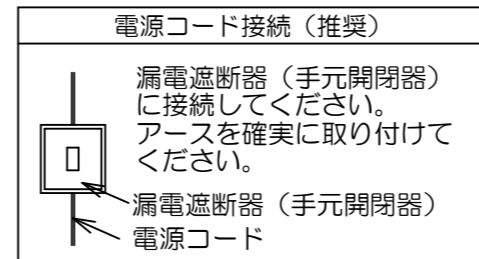 電源コード接続（推奨）
漏電遮断器（手元開閉器）
に接続してください。
アースを確実に取り付けて
ください。
漏電遮断器（手元開閉器）
電源コード